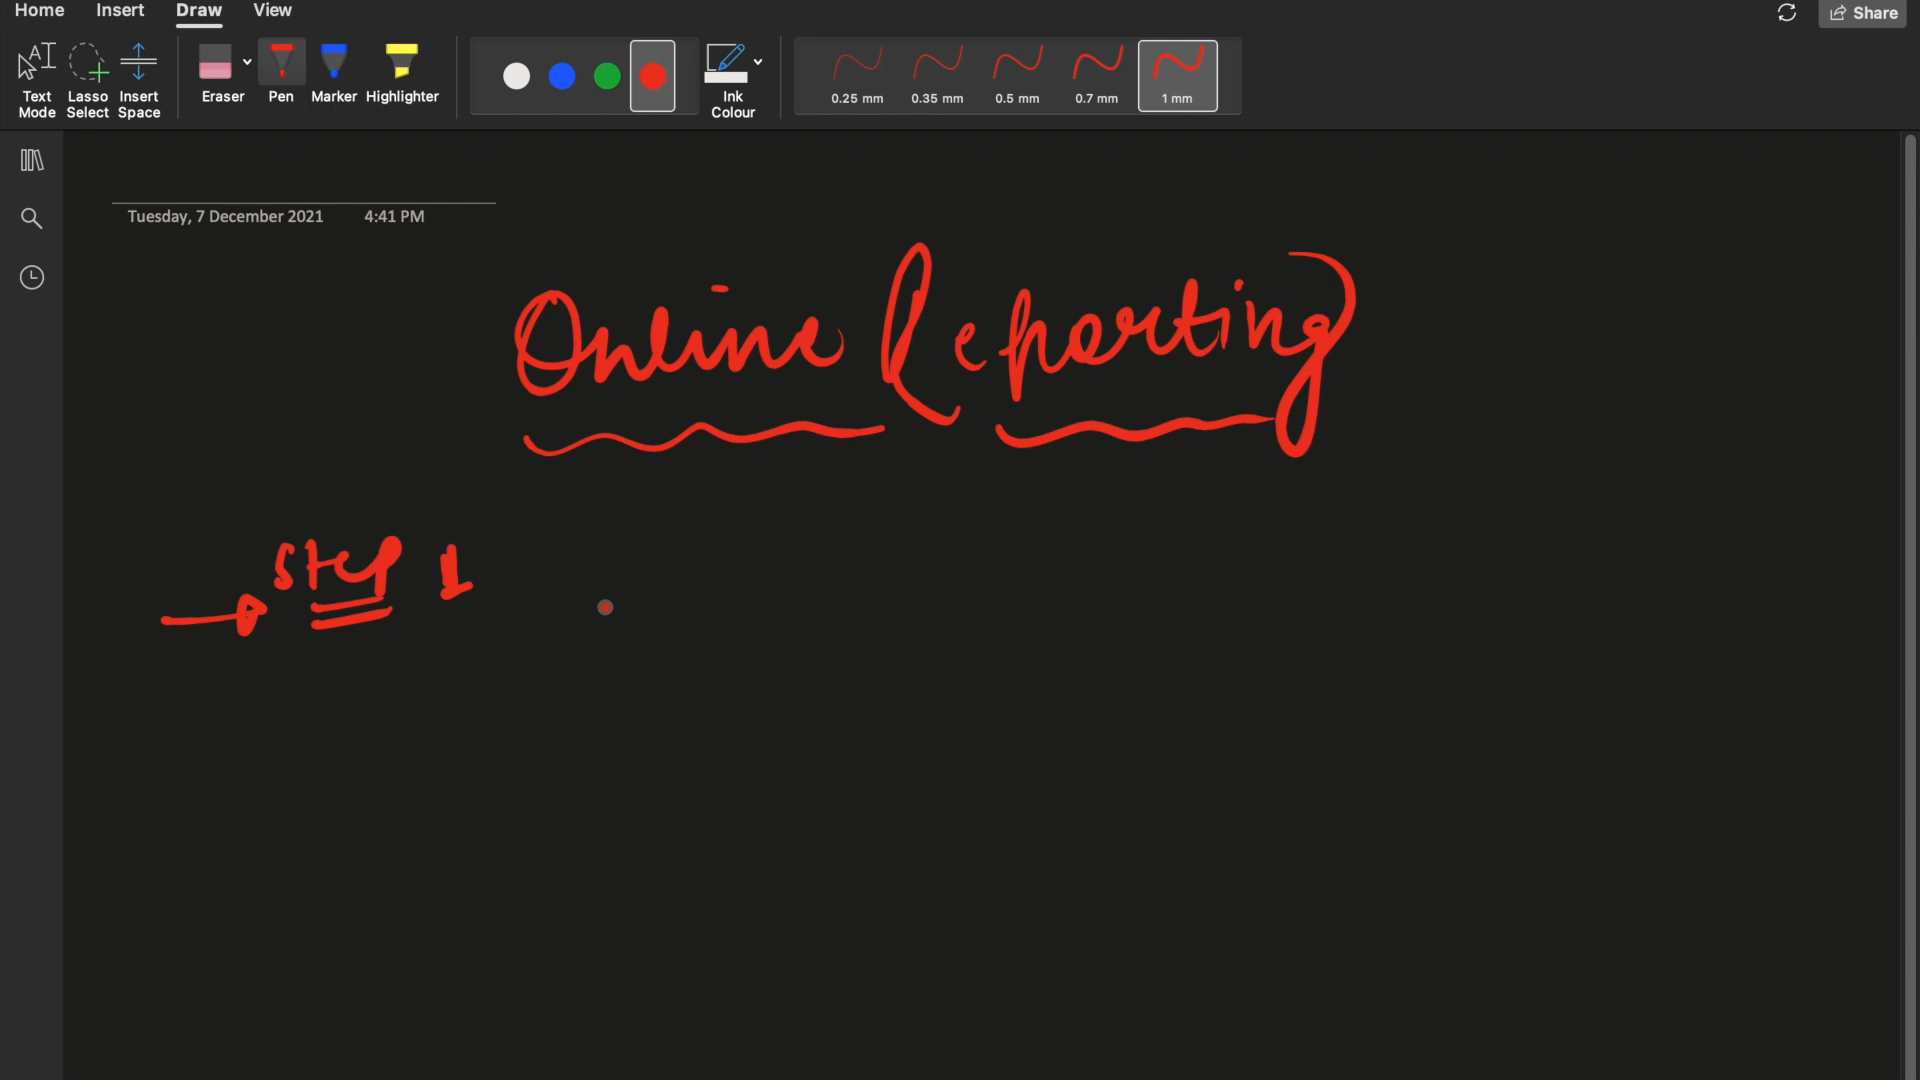 Home Insert Draw View Share
Text Mode Lasso Select Insert Space Eraser Pen Marker Highlighter Ink Colour 0.25 mm 0.35 mm 0.5 mm 0.7 mm 1 mm
Tuesday, 7 December 2021 4:41 PM
Online Reporting
Step 1